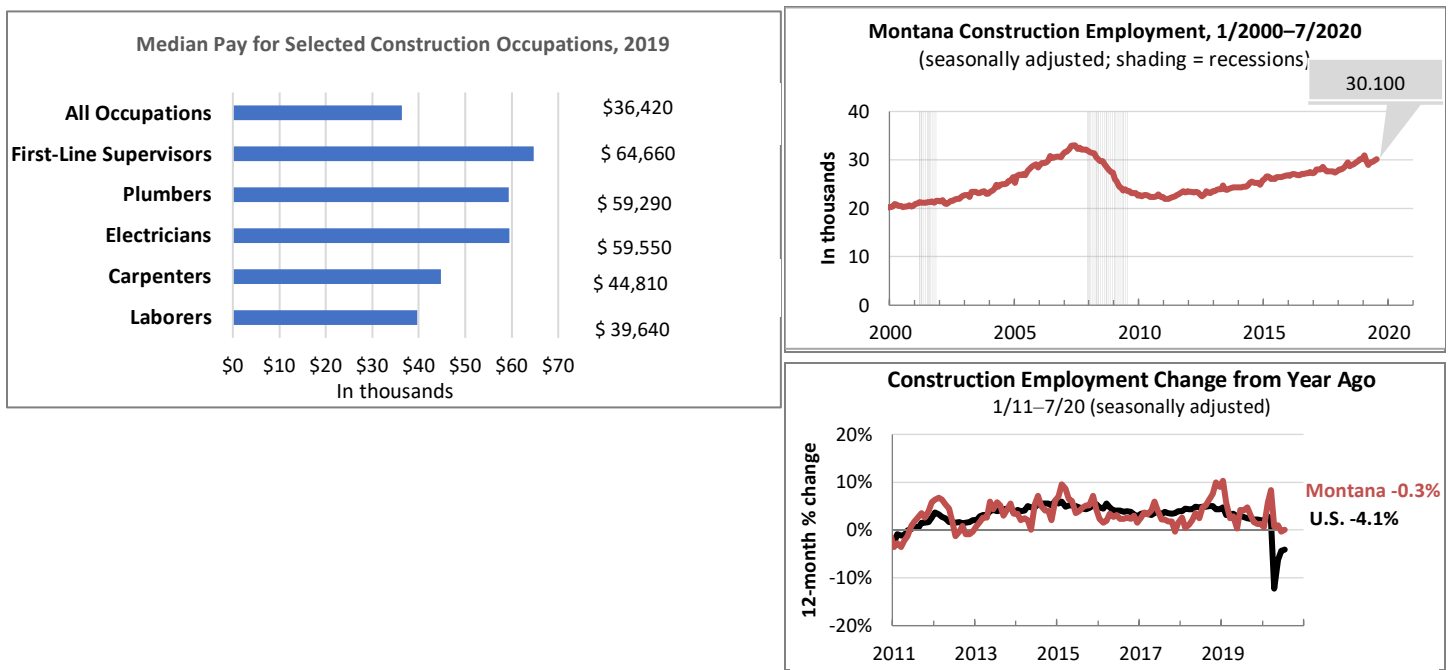 Median Pay for Selected Construction Occupations, 2019
All Occupations
$36,420
First-Line Supervisors
$ 64,660
Plumbers
$ 59,290
Electricians
$ 59,550
Carpenters
$ 44,810
Laborers
$ 39,640
$0 $10 $20 $30 $40 $50 $60 $70
In thousands
Montana Construction Employment, 1/2000–7/2020
(seasonally adjusted; shading = recessions)
30.100
In thousands
40
30
20
10
0
2000 2005 2010 2015 2020
Construction Employment Change from Year Ago
1/11–7/20 (seasonally adjusted)
12-month % change
20%
10%
0%
-10%
-20%
Montana -0.3%
U.S. -4.1%
2011 2013 2015 2017 2019